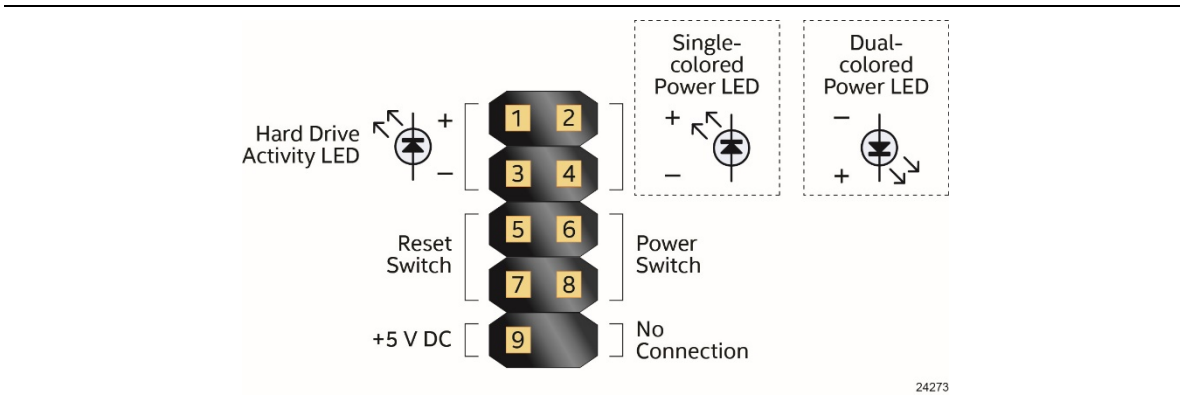 Single-
colored
Power LED
+
–
Dual-
colored
Power LED
–
+
Hard Drive
Activity LED
+
–
1 2
3 4
Reset
Switch
5 6
7 8
Power
Switch
+5 V DC
9
No
Connection
24273